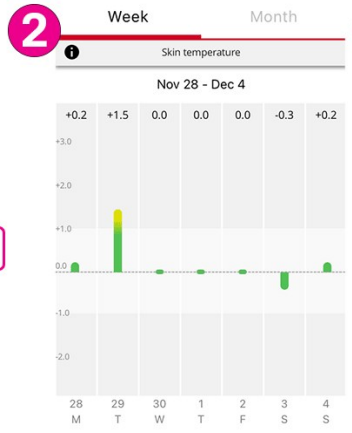 2
Week Month
i Skin temperature
Nov 28 - Dec 4
+0.2 +1.5 0.0 0.0 0.0 -0.3 +0.2
+3.0
+2.0
+1.0
0.0
-1.0
-2.0
28 29 30 1 2 3 4
M T W T F S S